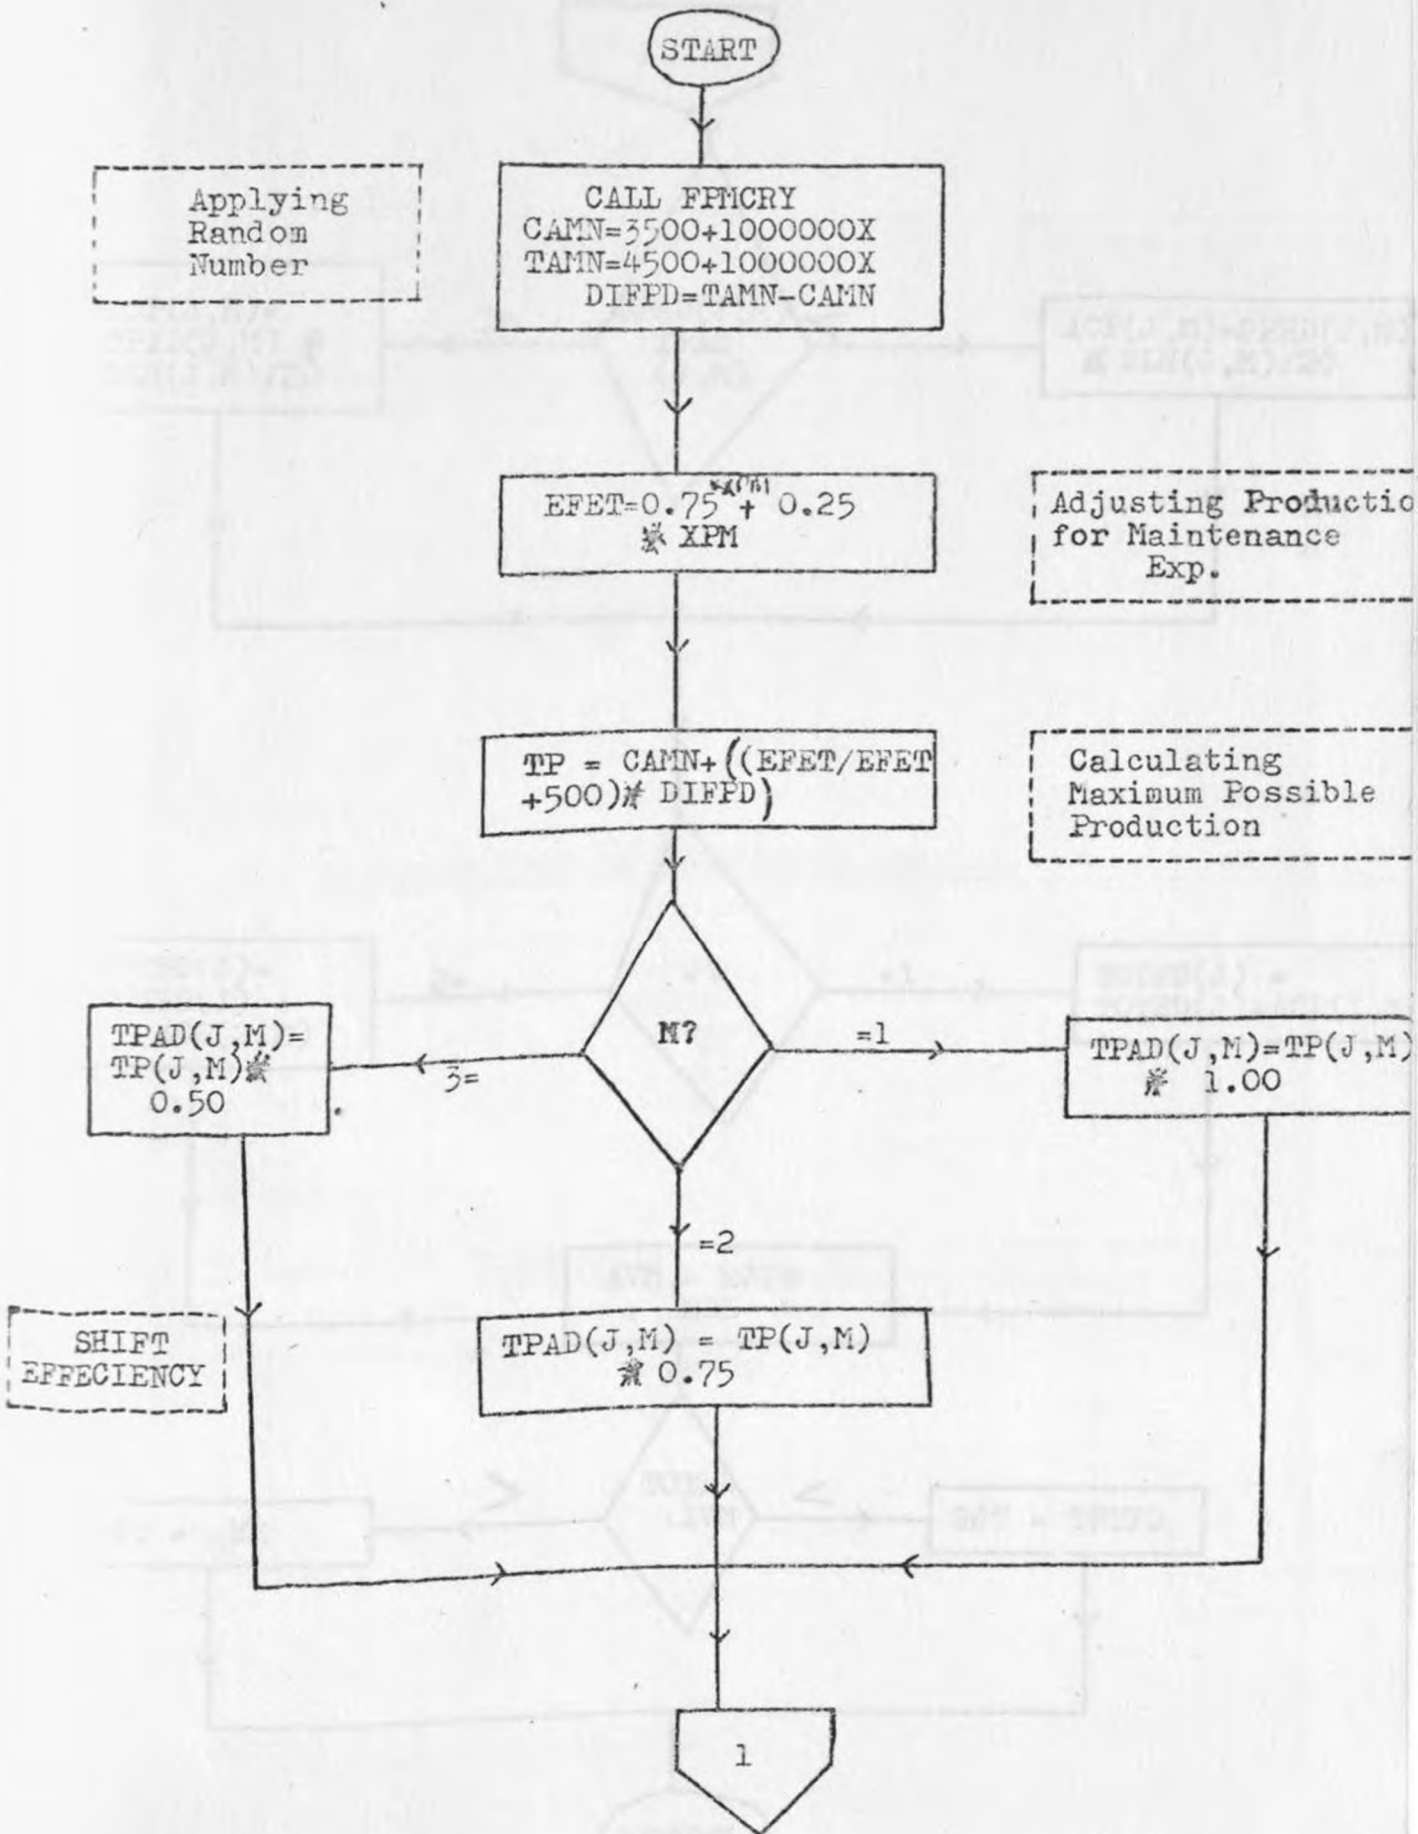 START
Applying
Random
Number
CALL FPMCRY
CAMN=3500+1000000X
TAMN=4500+1000000X
DIFPD=TAMN-CAMN
EFET=0.75 + 0.25
* XPM
Adjusting Productio
for Maintenance
Exp.
TP = CAMN+((EFET/EFET
+500)* DIFPD)
Calculating
Maximum Possible
Production
M?
TPAD(J,M)=
TP(J,M)*
0.50
3=
=1
TPAD(J,M)=TP(J,M)
* 1.00
=2
SHIFT
EFFECIENCY
TPAD(J,M) = TP(J,M)
* 0.75
1